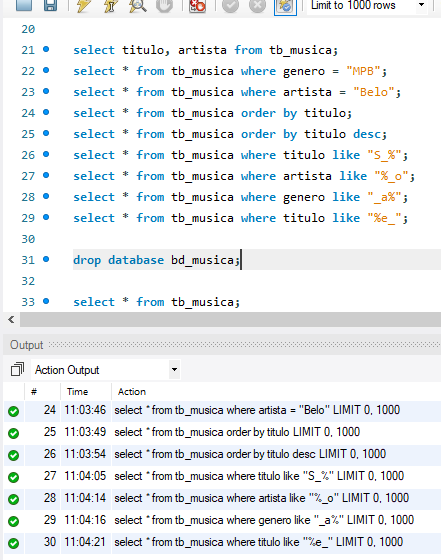 Limit to 1000 rows
20
21 select titulo, artista from tb_musica;
22 select * from tb_musica where genero = "MPB";
23 select * from tb_musica where artista = "Belo";
24 select * from tb_musica order by titulo;
25 select * from tb_musica order by titulo desc;
26 select * from tb_musica where titulo like "S_%";
27 select * from tb_musica where artista like "%_o";
28 select * from tb_musica where genero like "_a%";
29 select * from tb_musica where titulo like "%e_";
30
31 drop database bd_musica;
32
33 select * from tb_musica;
Output
Action Output
# Time Action
24 11:03:46 select * from tb_musica where artista = "Belo" LIMIT 0, 1000
25 11:03:49 select * from tb_musica order by titulo LIMIT 0, 1000
26 11:03:54 select * from tb_musica order by titulo desc LIMIT 0, 1000
27 11:04:05 select * from tb_musica where titulo like "S_%" LIMIT 0, 1000
28 11:04:14 select * from tb_musica where artista like "%_o" LIMIT 0, 1000
29 11:04:16 select * from tb_musica where genero like "_a%" LIMIT 0, 1000
30 11:04:21 select * from tb_musica where titulo like "%e_" LIMIT 0, 1000